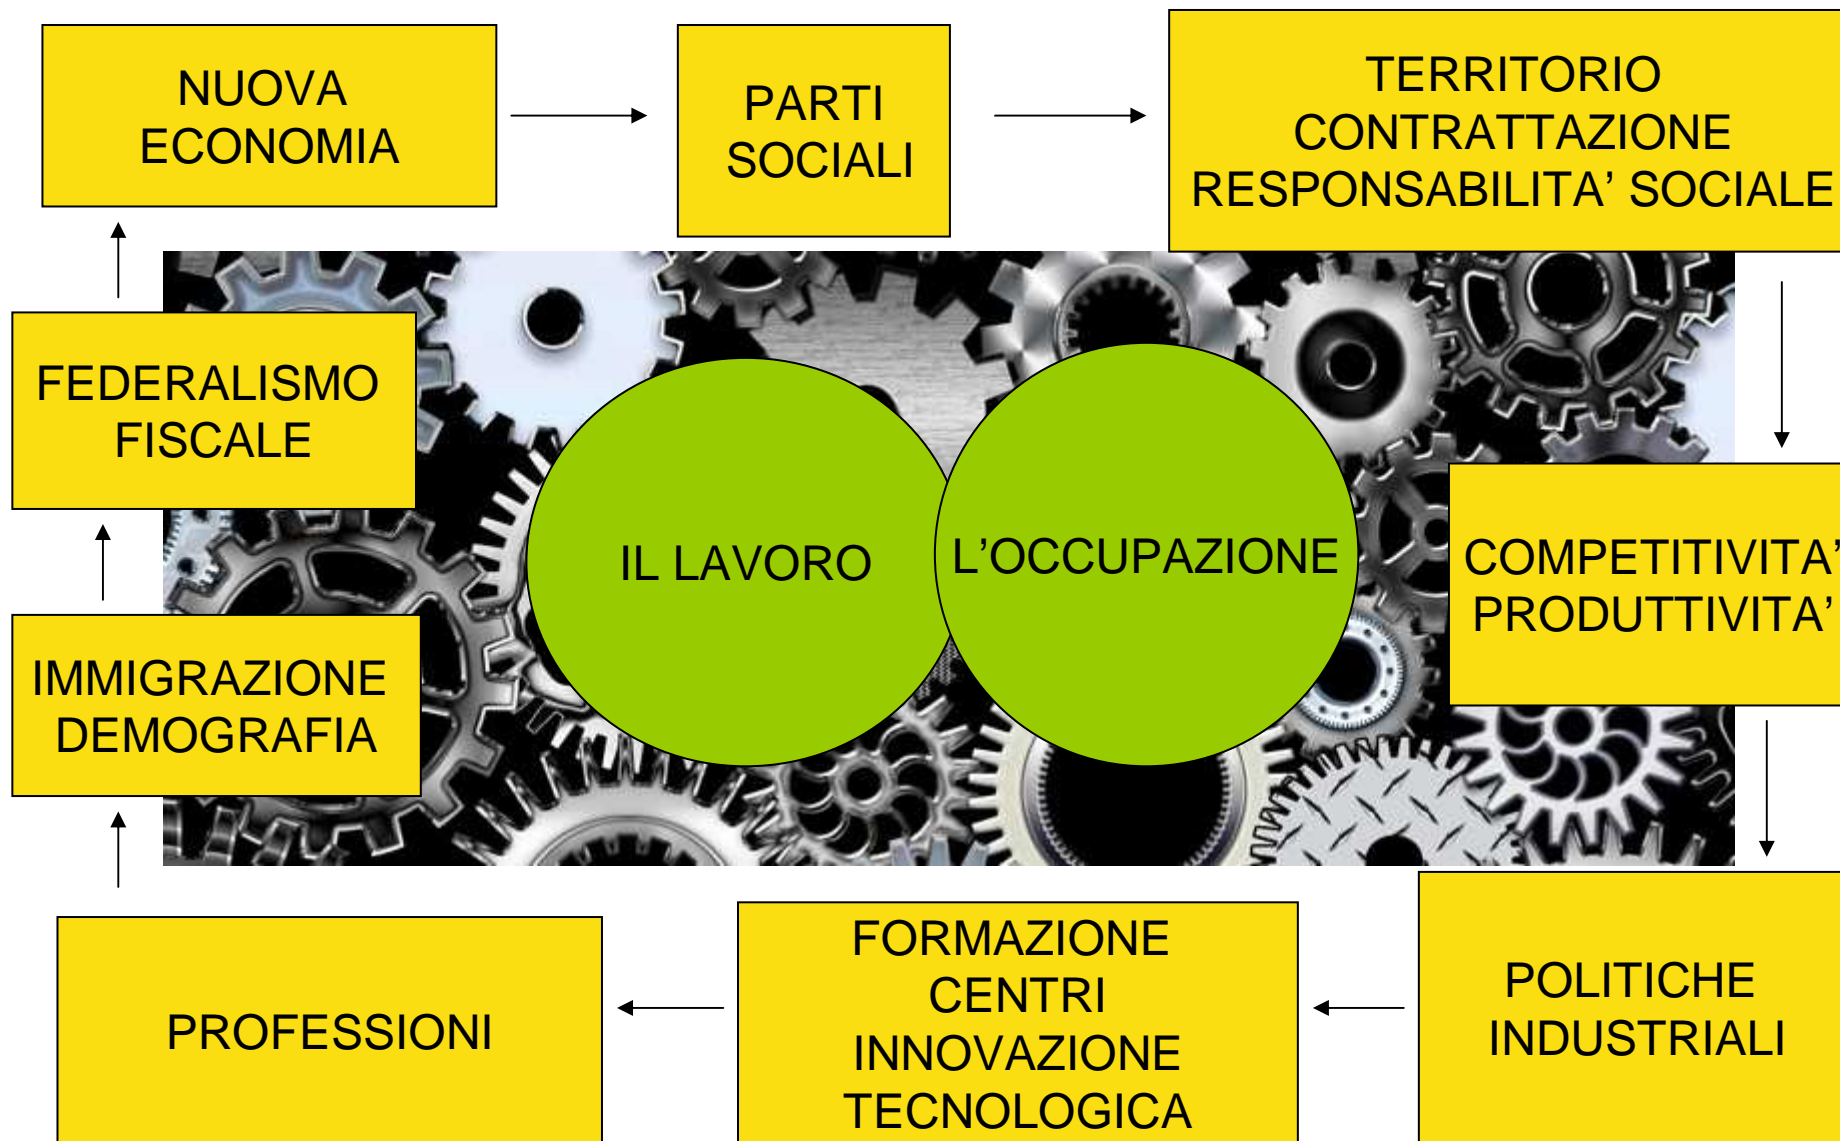 NUOVA
ECONOMIA
PARTI
SOCIALI
TERRITORIO
CONTRATTAZIONE
RESPONSABILITA’ SOCIALE
FEDERALISMO
FISCALE
IL LAVORO
L’OCCUPAZIONE
COMPETITIVITA’
PRODUTTIVITA’
IMMIGRAZIONE
DEMOGRAFIA
PROFESSIONI
FORMAZIONE
CENTRI
INNOVAZIONE
TECNOLOGICA
POLITICHE
INDUSTRIALI